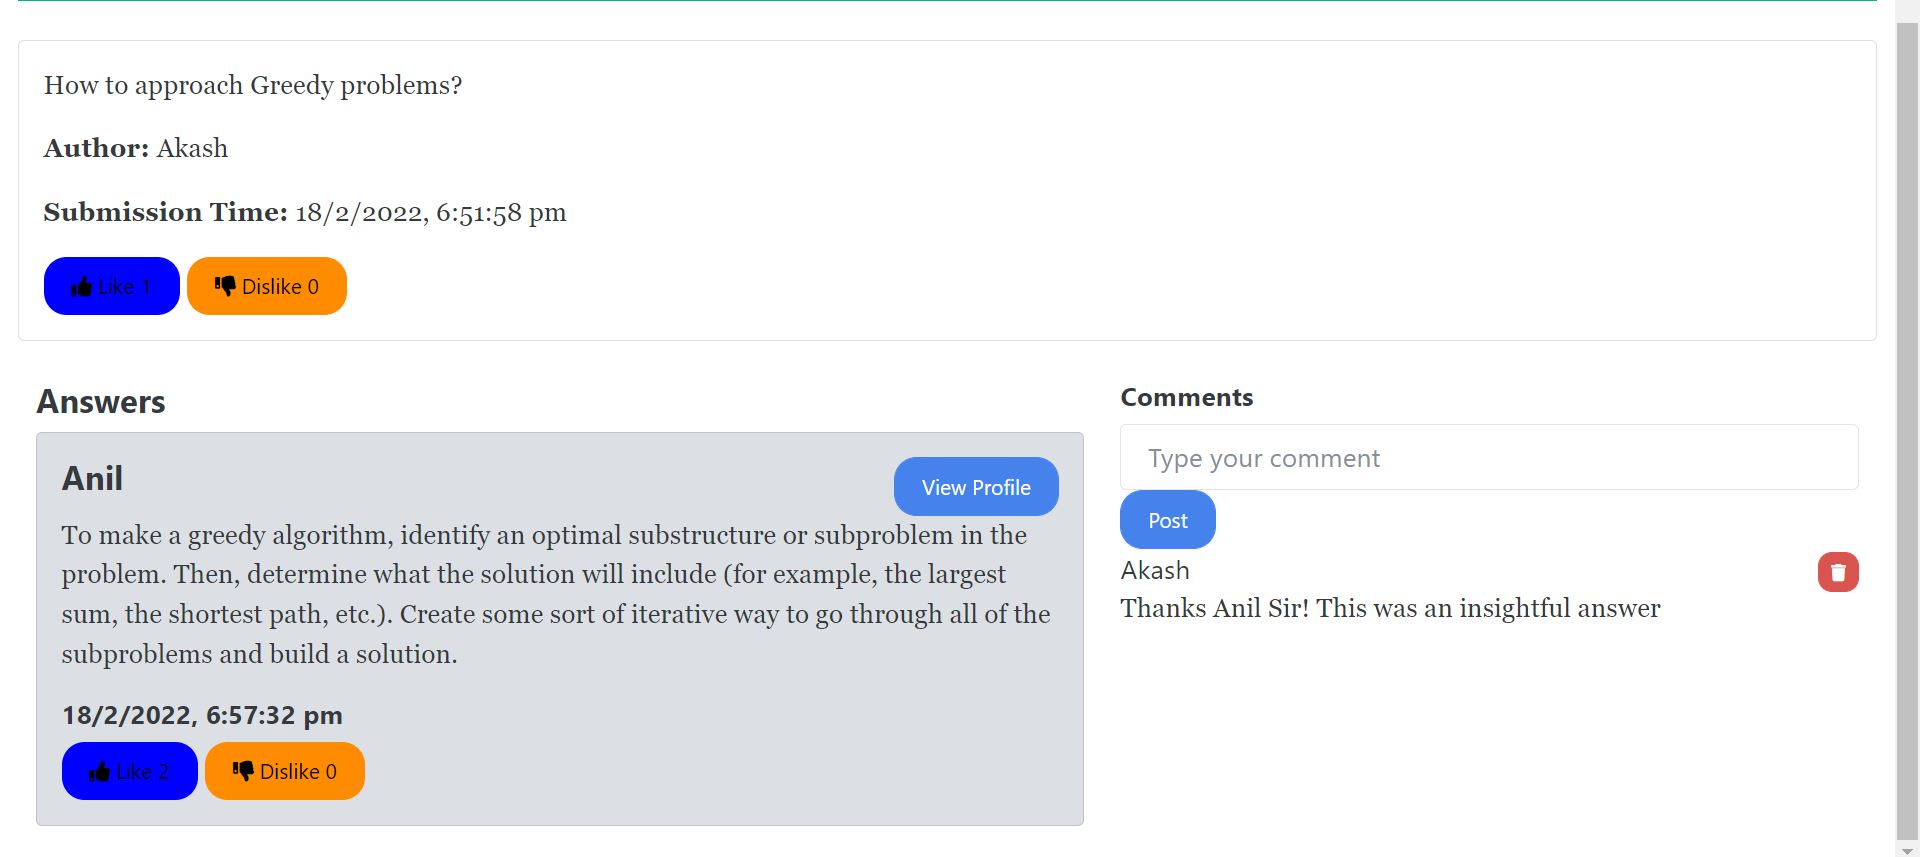 How to approach Greedy problems?
Author: Akash
Submission Time: 18/2/2022, 6:51:58 pm
Like 1 Dislike 0
Answers
Anil
View Profile
To make a greedy algorithm, identify an optimal substructure or subproblem in the
problem. Then, determine what the solution will include (for example, the largest
sum, the shortest path, etc.). Create some sort of iterative way to go through all of the
subproblems and build a solution.
18/2/2022, 6:57:32 pm
Like 2 Dislike 0
Comments
Type your comment
Post
Akash
Thanks Anil Sir! This was an insightful answer